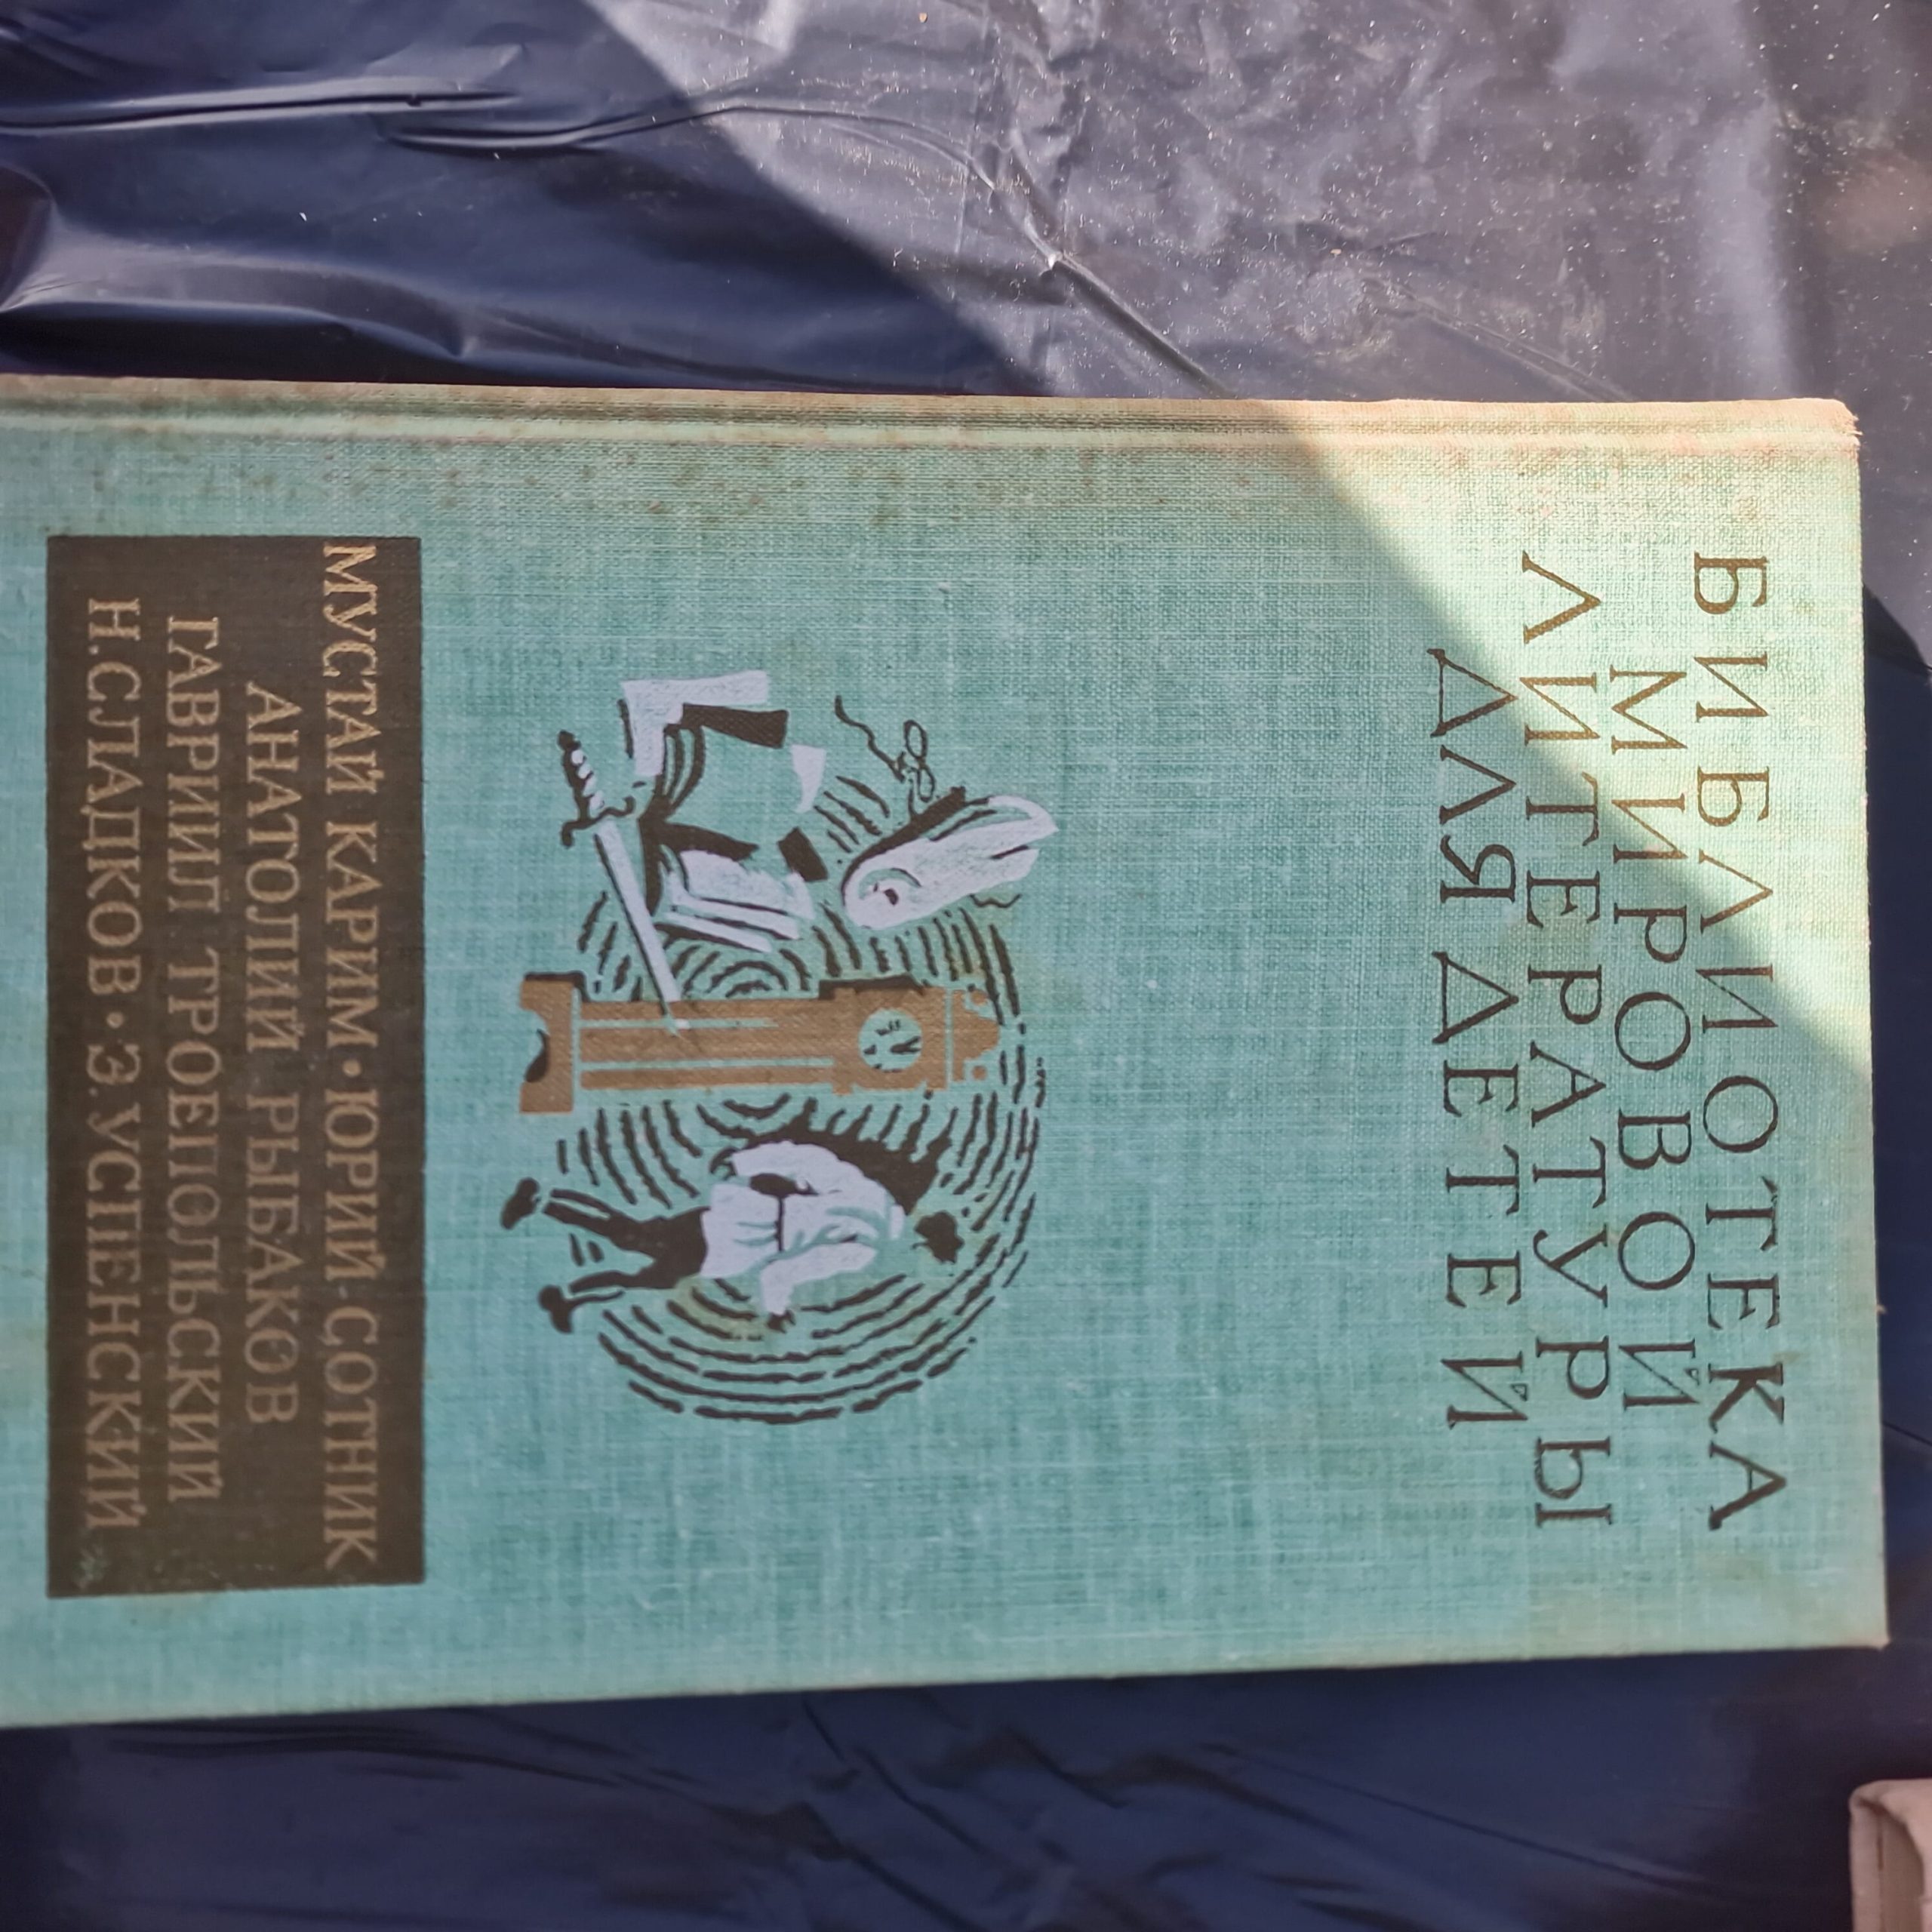 БИБЛИОТЕКА
МИРОВОЙ
ЛИТЕРАТУРЫ
ДЛЯ ДЕТЕЙ
МУСТАЙ КАРИМ • ЮРИЙ СОТНИК
АНАТОЛИЙ РЫБАКОВ
ГАВРИИЛ ТРОЕПОЛЬСКИЙ
Н. СЛАДКОВ • Э. УСПЕНСКИЙ